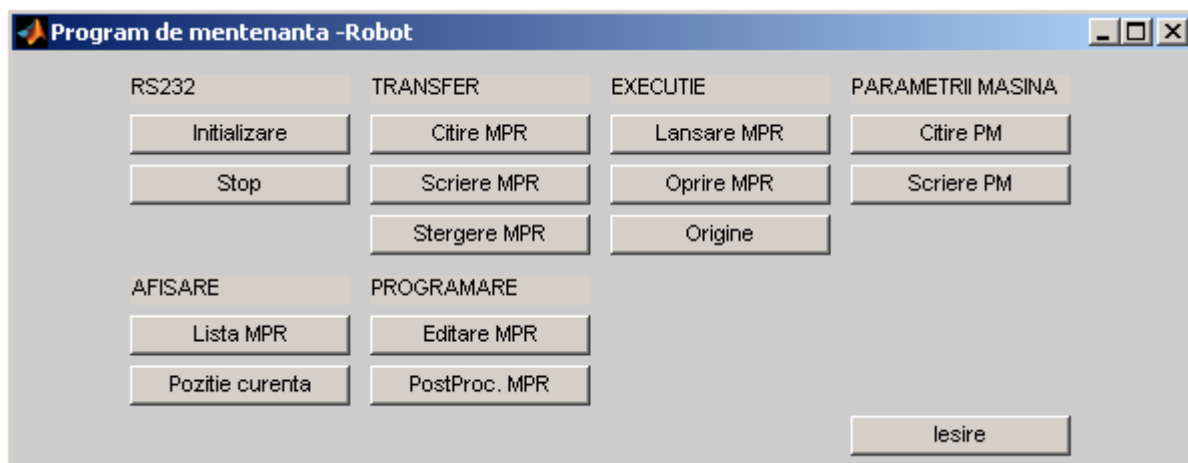 Program de mentenanta -Robot
RS232 TRANSFER EXECUTIE PARAMETRII MASINA
Initializare Citire MPR Lansare MPR Citire PM
Stop Scriere MPR Oprire MPR Scriere PM
Stergere MPR Origine
AFISARE PROGRAMARE
Lista MPR Editare MPR
Pozitie curenta PostProc. MPR
Iesire